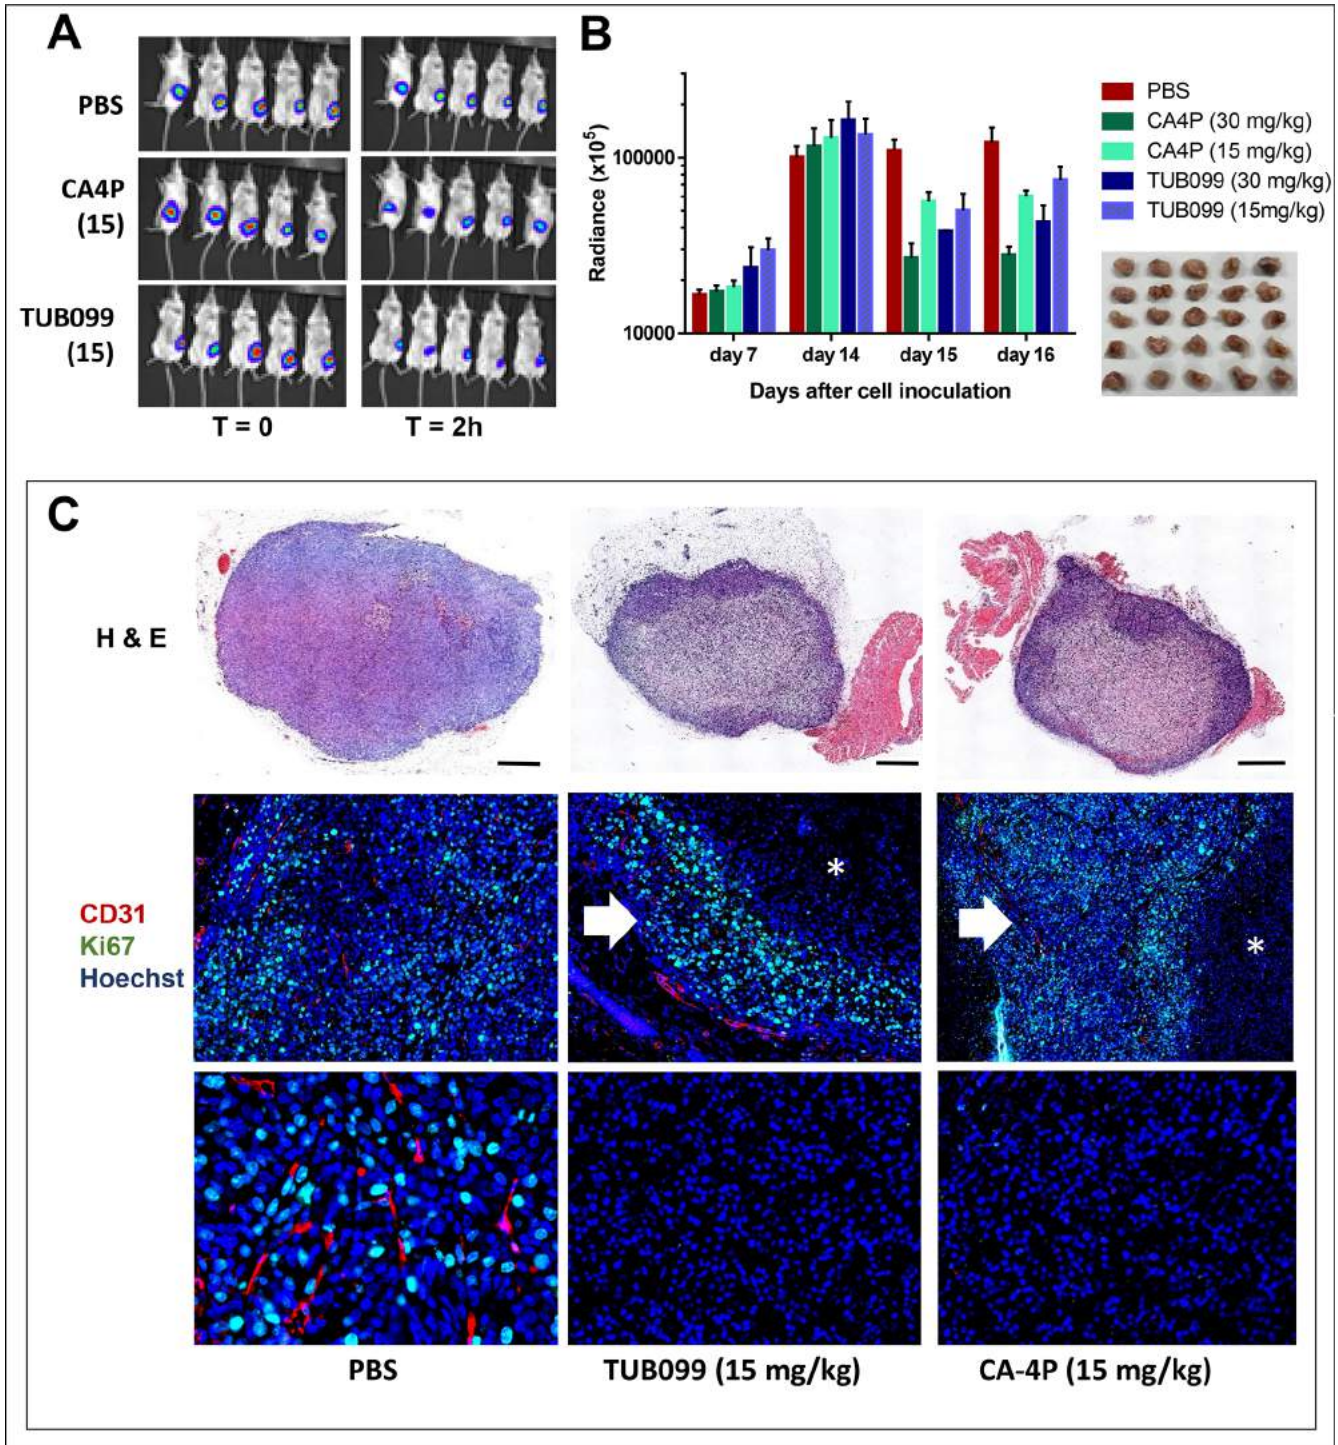 A
PBS
CA4P
(15)
TUB099
(15)
T = 0
T = 2h
B
Radiance (x10⁵)
100000
10000
day 7
day 14
day 15
day 16
Days after cell inoculation
PBS
CA4P (30 mg/kg)
CA4P (15 mg/kg)
TUB099 (30 mg/kg)
TUB099 (15mg/kg)
C
H & E
CD31
Ki67
Hoechst
*
*
PBS
TUB099 (15 mg/kg)
CA-4P (15 mg/kg)